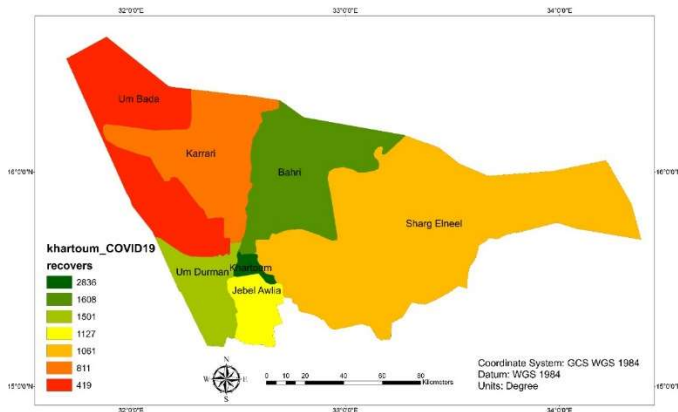 32°0'0"E 33°0'0"E 34°0'0"E
Um Bada
Karrari
Bahri
16°0'0"N 16°0'0"N
Sharg Elneel
khartoum_COVID19
recovers
Um Durman
Khartoum
Jebel Awlia
2836
1608
1501
1127
1061
811
419
N
W E
S
0 10 20 40 60 80
Kilometers
Coordinate System: GCS WGS 1984
Datum: WGS 1984
Units: Degree
15°0'0"N 15°0'0"N
32°0'0"E 33°0'0"E 34°0'0"E